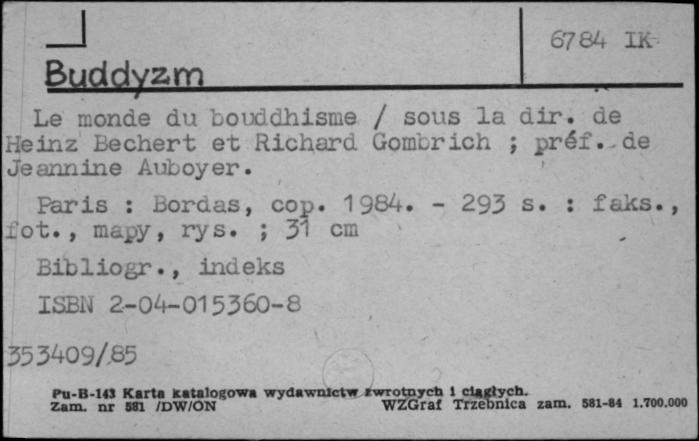 6784 IK
Buddyzm
Le monde du bouddhisme / sous la dir. de
Heinz Bechert et Richard Gombrich ; préf. de
Jeannine Auboyer.
Paris : Bordas, cop. 1984. - 293 s. : faks.,
fot., mapy, rys. ; 31 cm
Bibliogr., indeks
ISBN 2-04-015360-8
353409/85
Pu-B-143 Karta katalogowa wydawnictw zwrotnych i ciągłych.
Zam. nr 581 /DW/ON WZGraf Trzebnica zam. 581-84 1.700.000